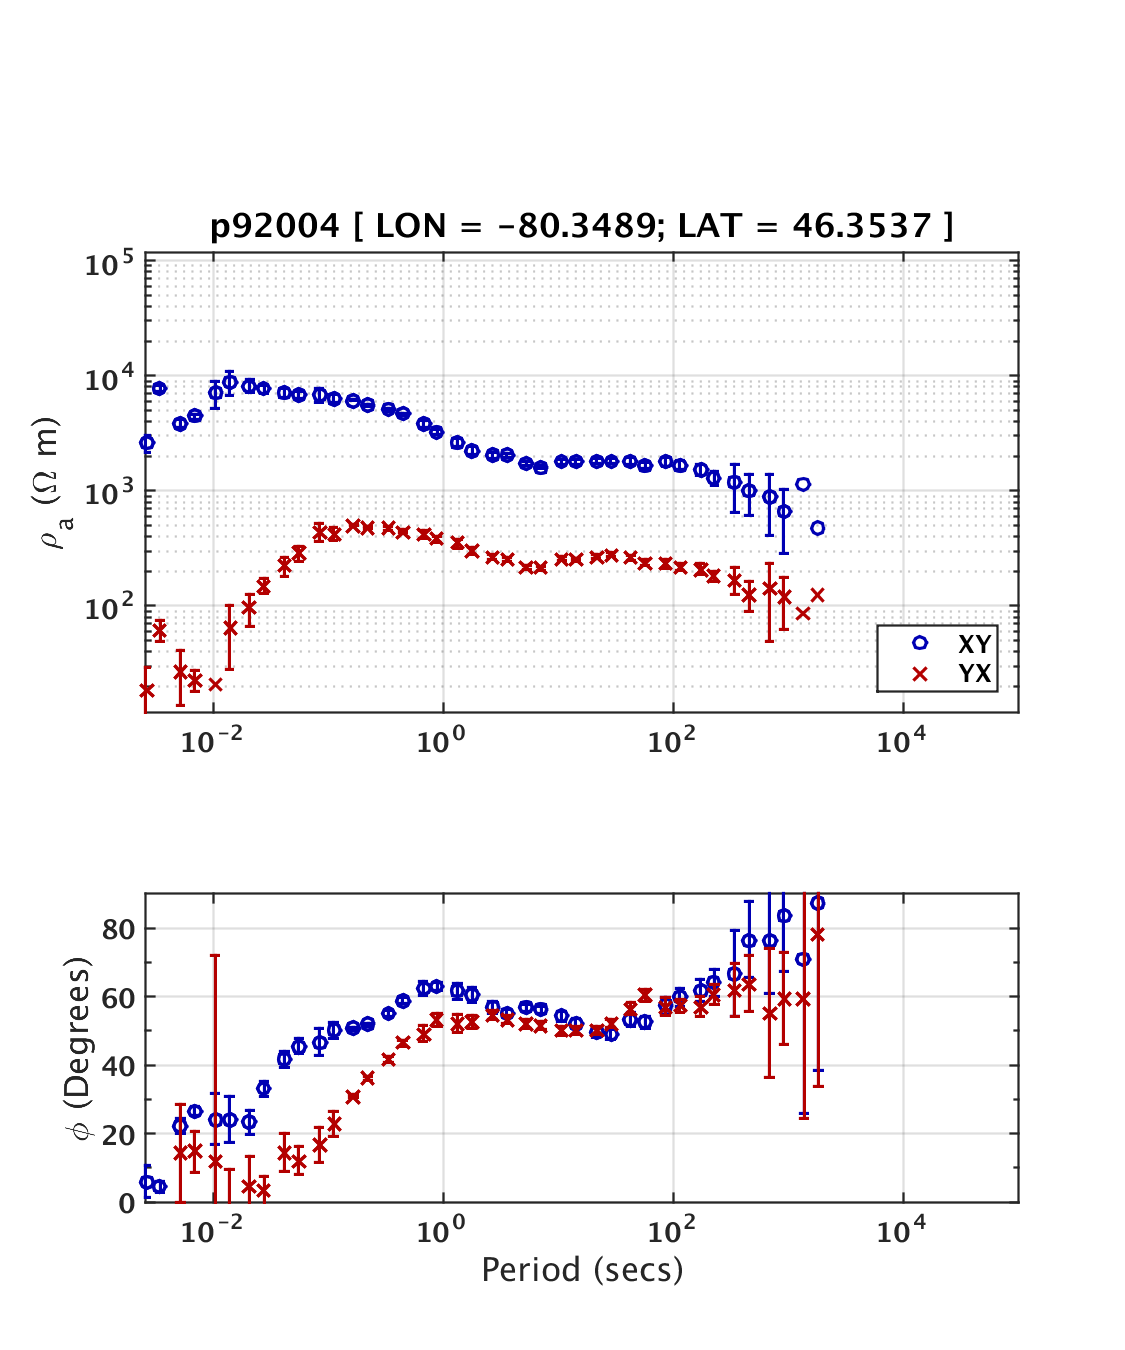 p92004 [ LON = -80.3489; LAT = 46.3537 ]
10^5
10^4
10^3
10^2
ρ_a (Ω m)
XY
YX
10^-2 10^0 10^2 10^4
80
60
40
20
0
ϕ (Degrees)
10^-2 10^0 10^2 10^4
Period (secs)